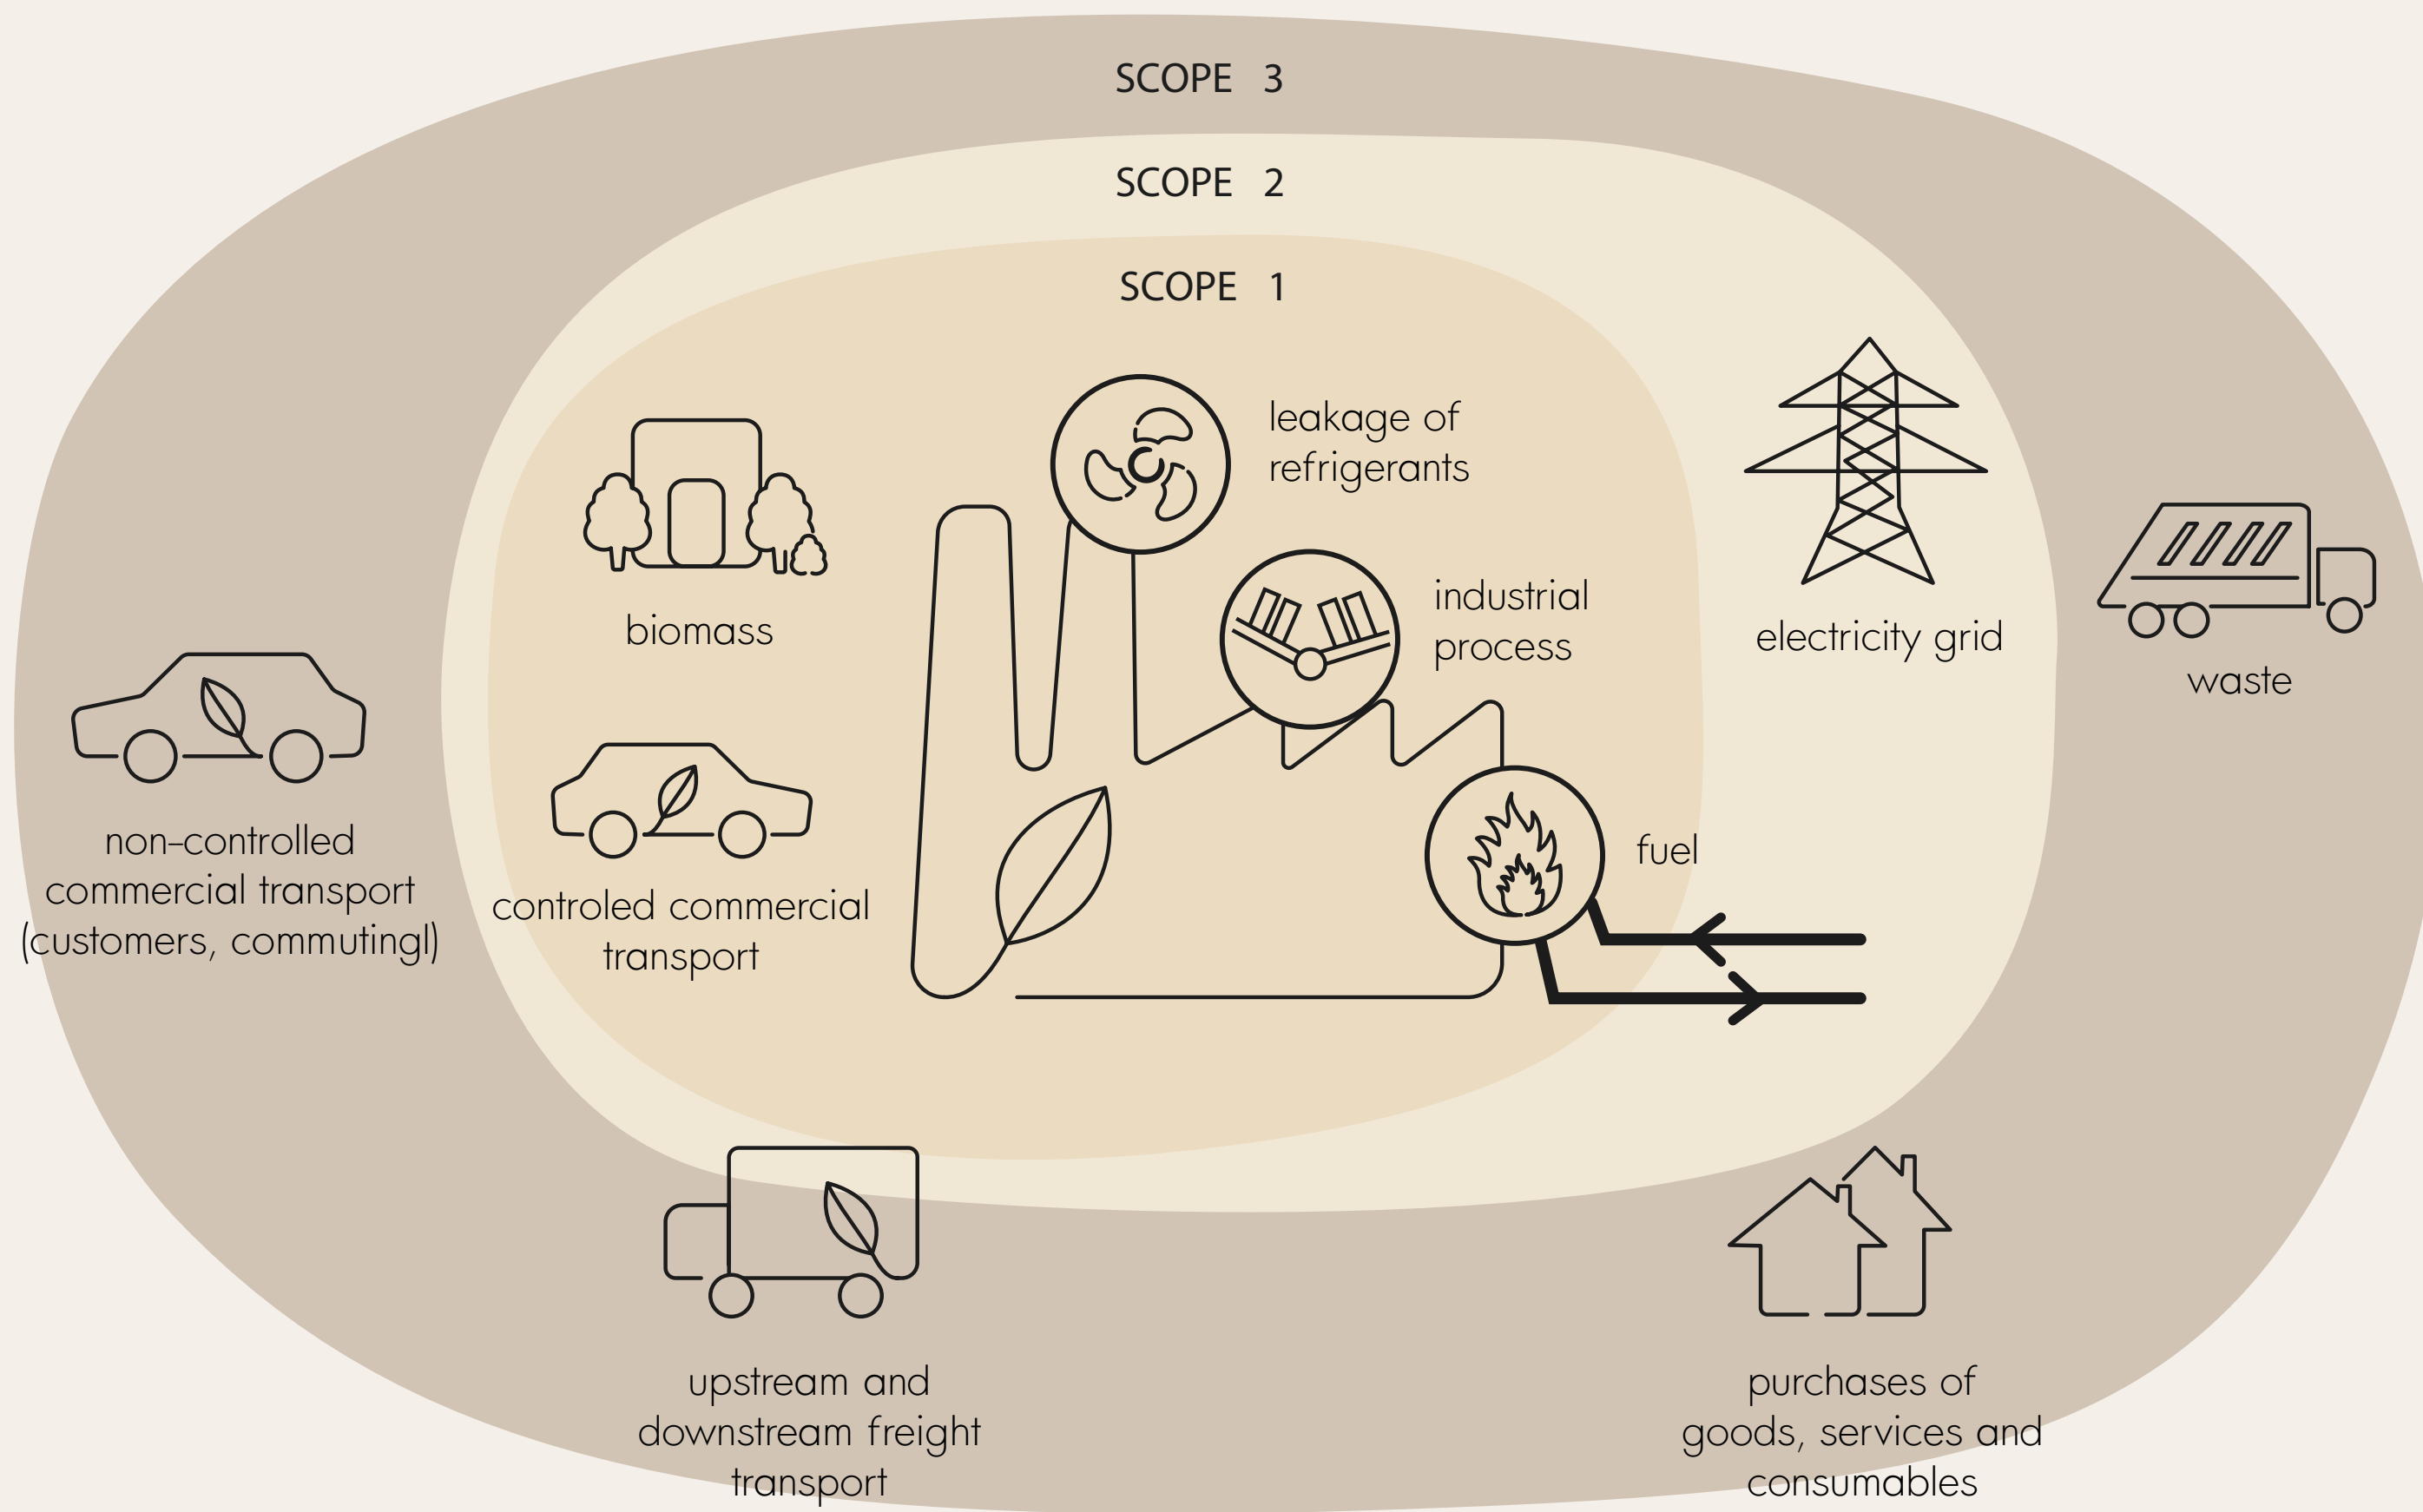 SCOPE 3
SCOPE 2
SCOPE 1
leakage of
refrigerants
industrial
process
biomass
electricity grid
waste
non-controlled
commercial transport
(customers, commutingl)
controled commercial
transport
fuel
upstream and
downstream freight
transport
purchases of
goods, services and
consumables